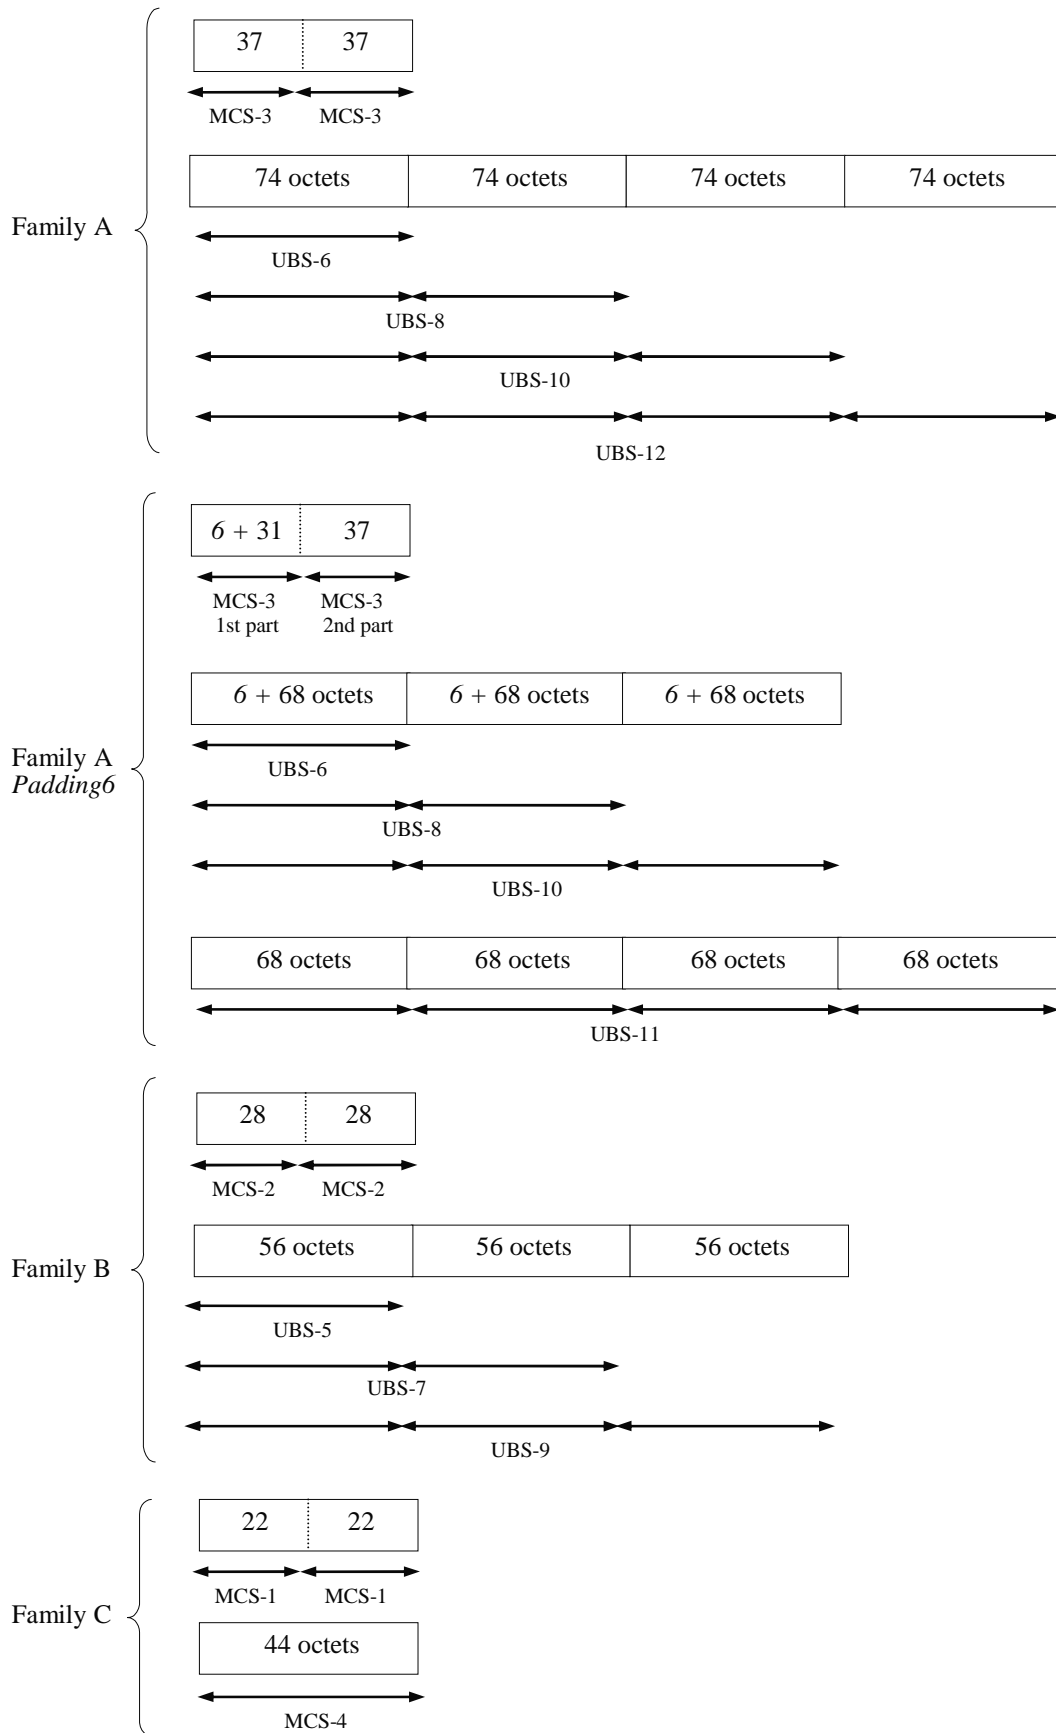 37 37
MCS-3 MCS-3
74 octets 74 octets 74 octets 74 octets
Family A
UBS-6
UBS-8
UBS-10
UBS-12
6 + 31 37
MCS-3 MCS-3
1st part 2nd part
6 + 68 octets 6 + 68 octets 6 + 68 octets
Family A
Padding6
UBS-6
UBS-8
UBS-10
68 octets 68 octets 68 octets 68 octets
UBS-11
28 28
MCS-2 MCS-2
56 octets 56 octets 56 octets
Family B
UBS-5
UBS-7
UBS-9
22 22
MCS-1 MCS-1
Family C
44 octets
MCS-4